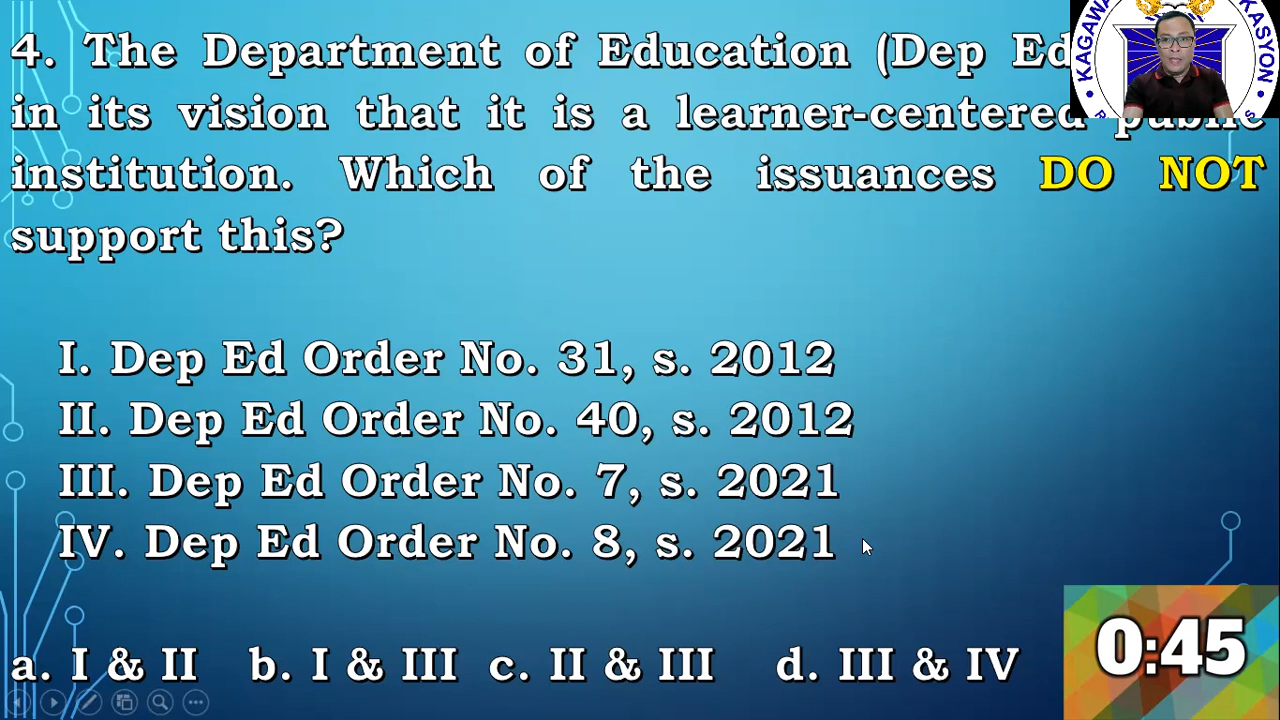 4. The Department of Education (Dep Ed
in its vision that it is a learner-centered public
institution. Which of the issuances DO NOT
support this?
I. Dep Ed Order No. 31, s. 2012
II. Dep Ed Order No. 40, s. 2012
III. Dep Ed Order No. 7, s. 2021
IV. Dep Ed Order No. 8, s. 2021
a. I & II b. I & III c. II & III d. III & IV
0:45